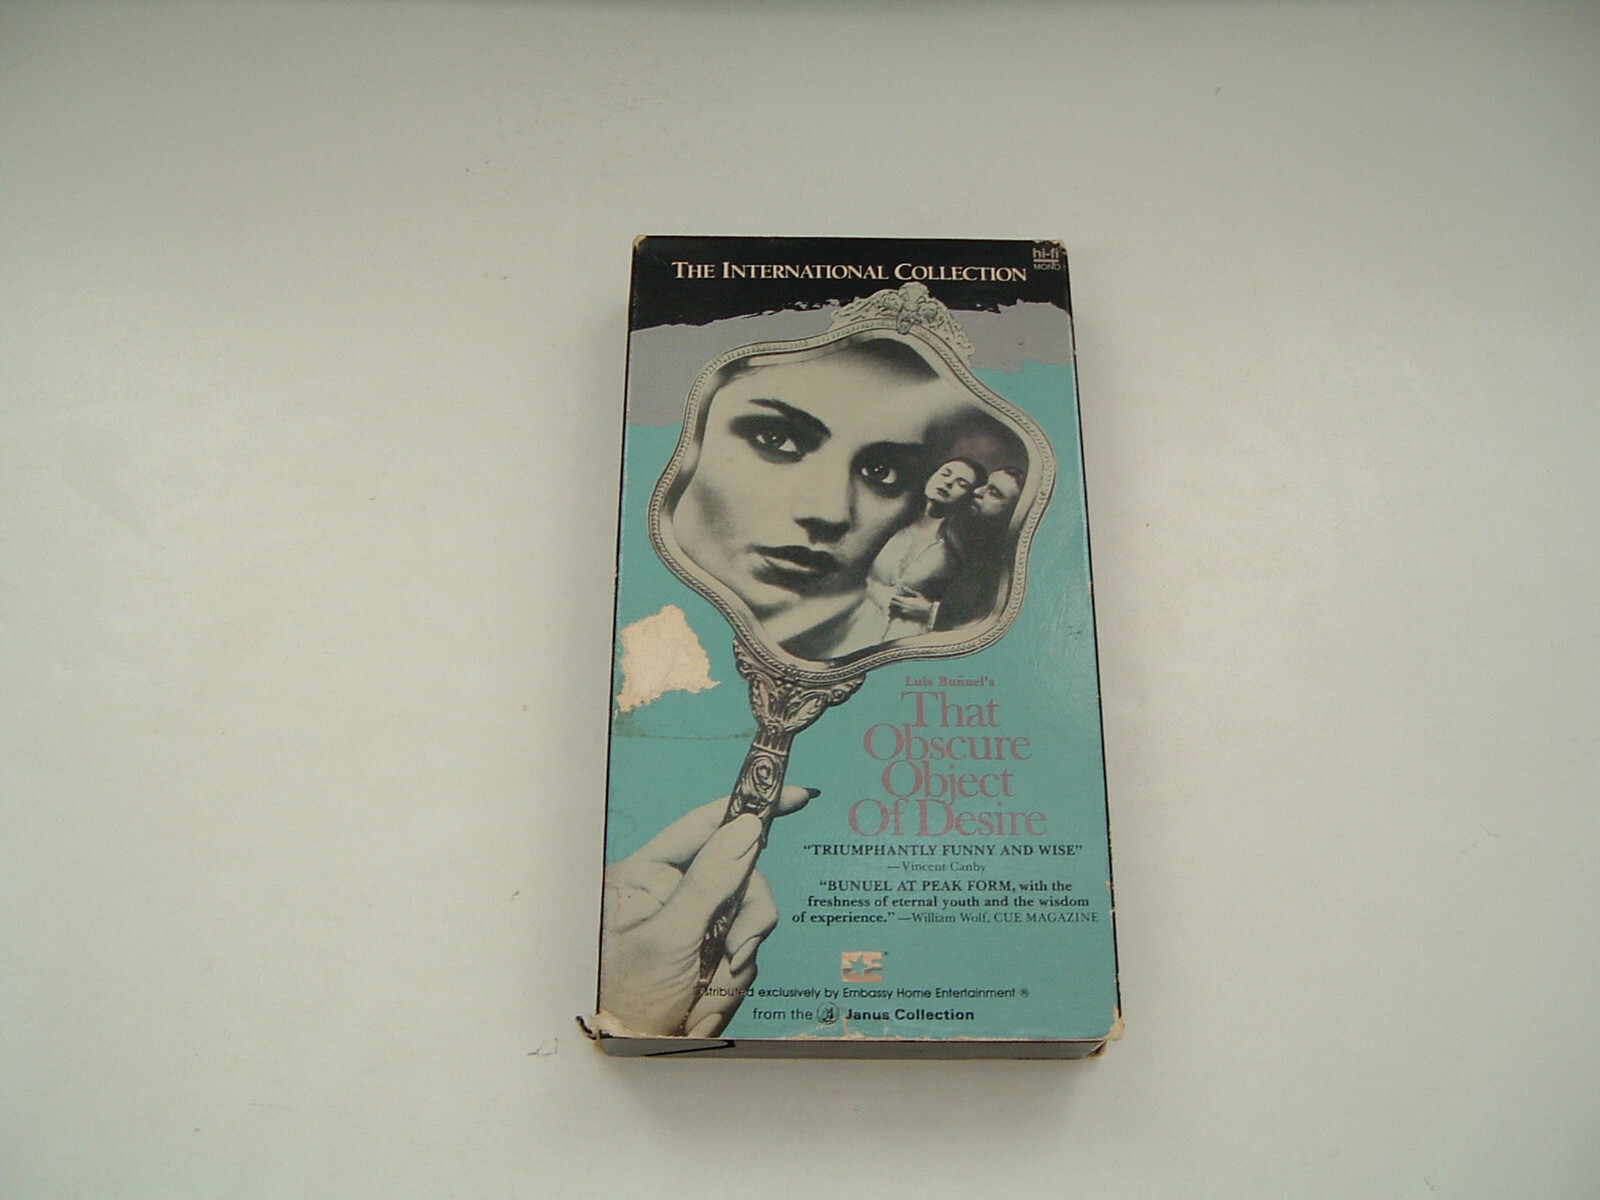 THE INTERNATIONAL COLLECTION
hi-fi
MONO
Luis Buñuel's
That
Obscure
Object
Of Desire
“TRIUMPHANTLY FUNNY AND WISE”
—Vincent Canby
“BUNUEL AT PEAK FORM, with the
freshness of eternal youth and the wisdom
of experience.” —William Wolf, CUE MAGAZINE
Distributed exclusively by Embassy Home Entertainment ®
from the Janus Collection